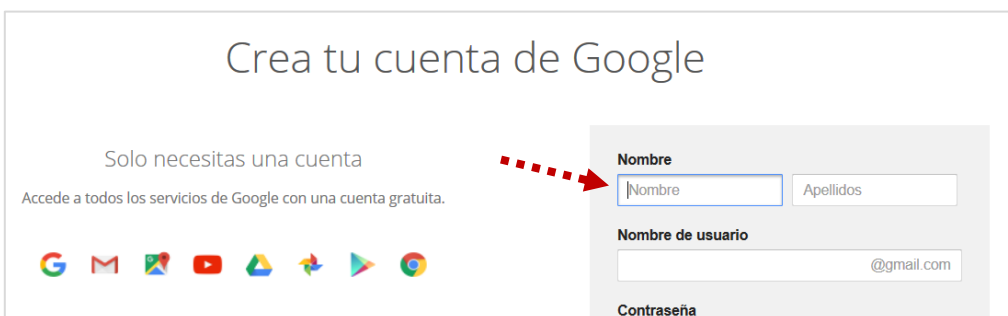 Crea tu cuenta de Google
Solo necesitas una cuenta
Accede a todos los servicios de Google con una cuenta gratuita.
Nombre
Nombre Apellidos
Nombre de usuario
@gmail.com
Contraseña